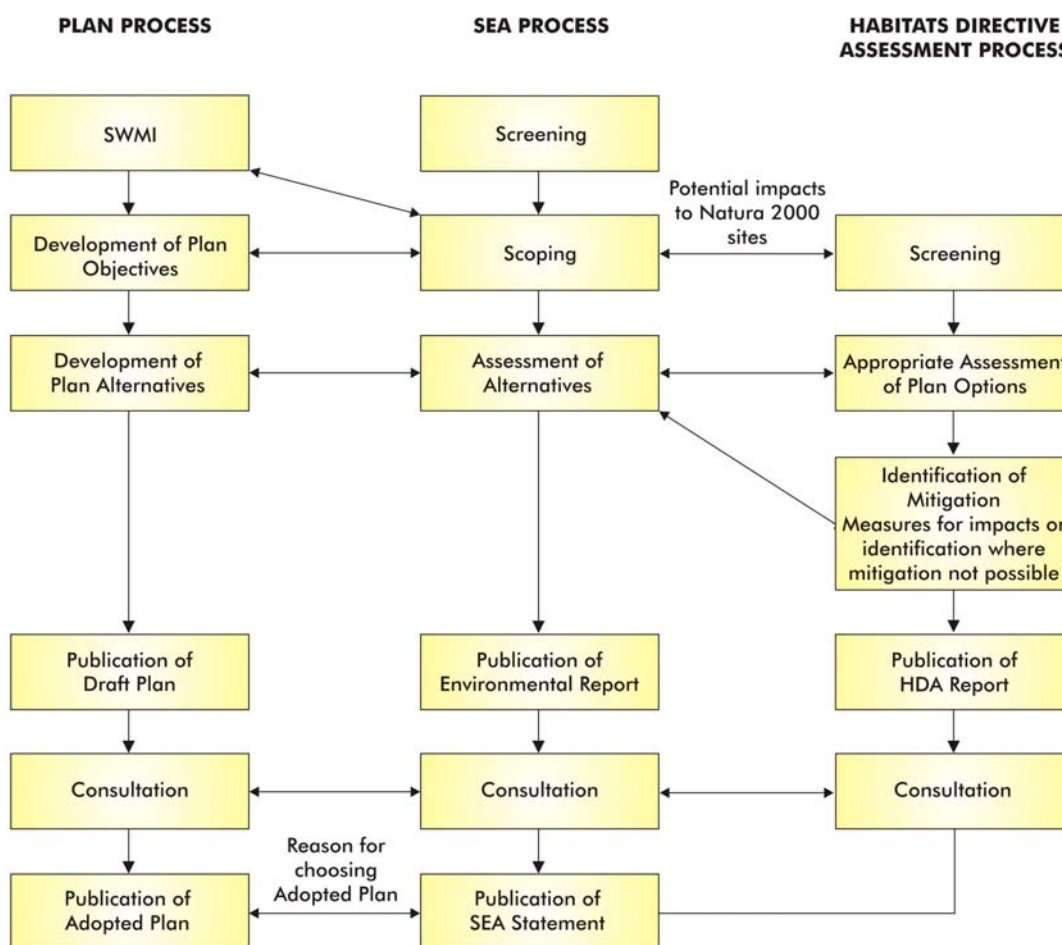 PLAN PROCESS
SEA PROCESS
HABITATS DIRECTIVE
ASSESSMENT PROCESS
SWMI
Screening
Potential impacts
to Natura 2000
sites
Development of Plan
Objectives
Scoping
Screening
Development of
Plan Alternatives
Assessment of
Alternatives
Appropriate Assessment
of Plan Options
Identification of
Mitigation
Measures for impacts or
identification where
mitigation not possible
Publication of
Draft Plan
Publication of
Environmental Report
Publication of
HDA Report
Consultation
Consultation
Consultation
Reason for
choosing
Adopted Plan
Publication of
Adopted Plan
Publication of
SEA Statement